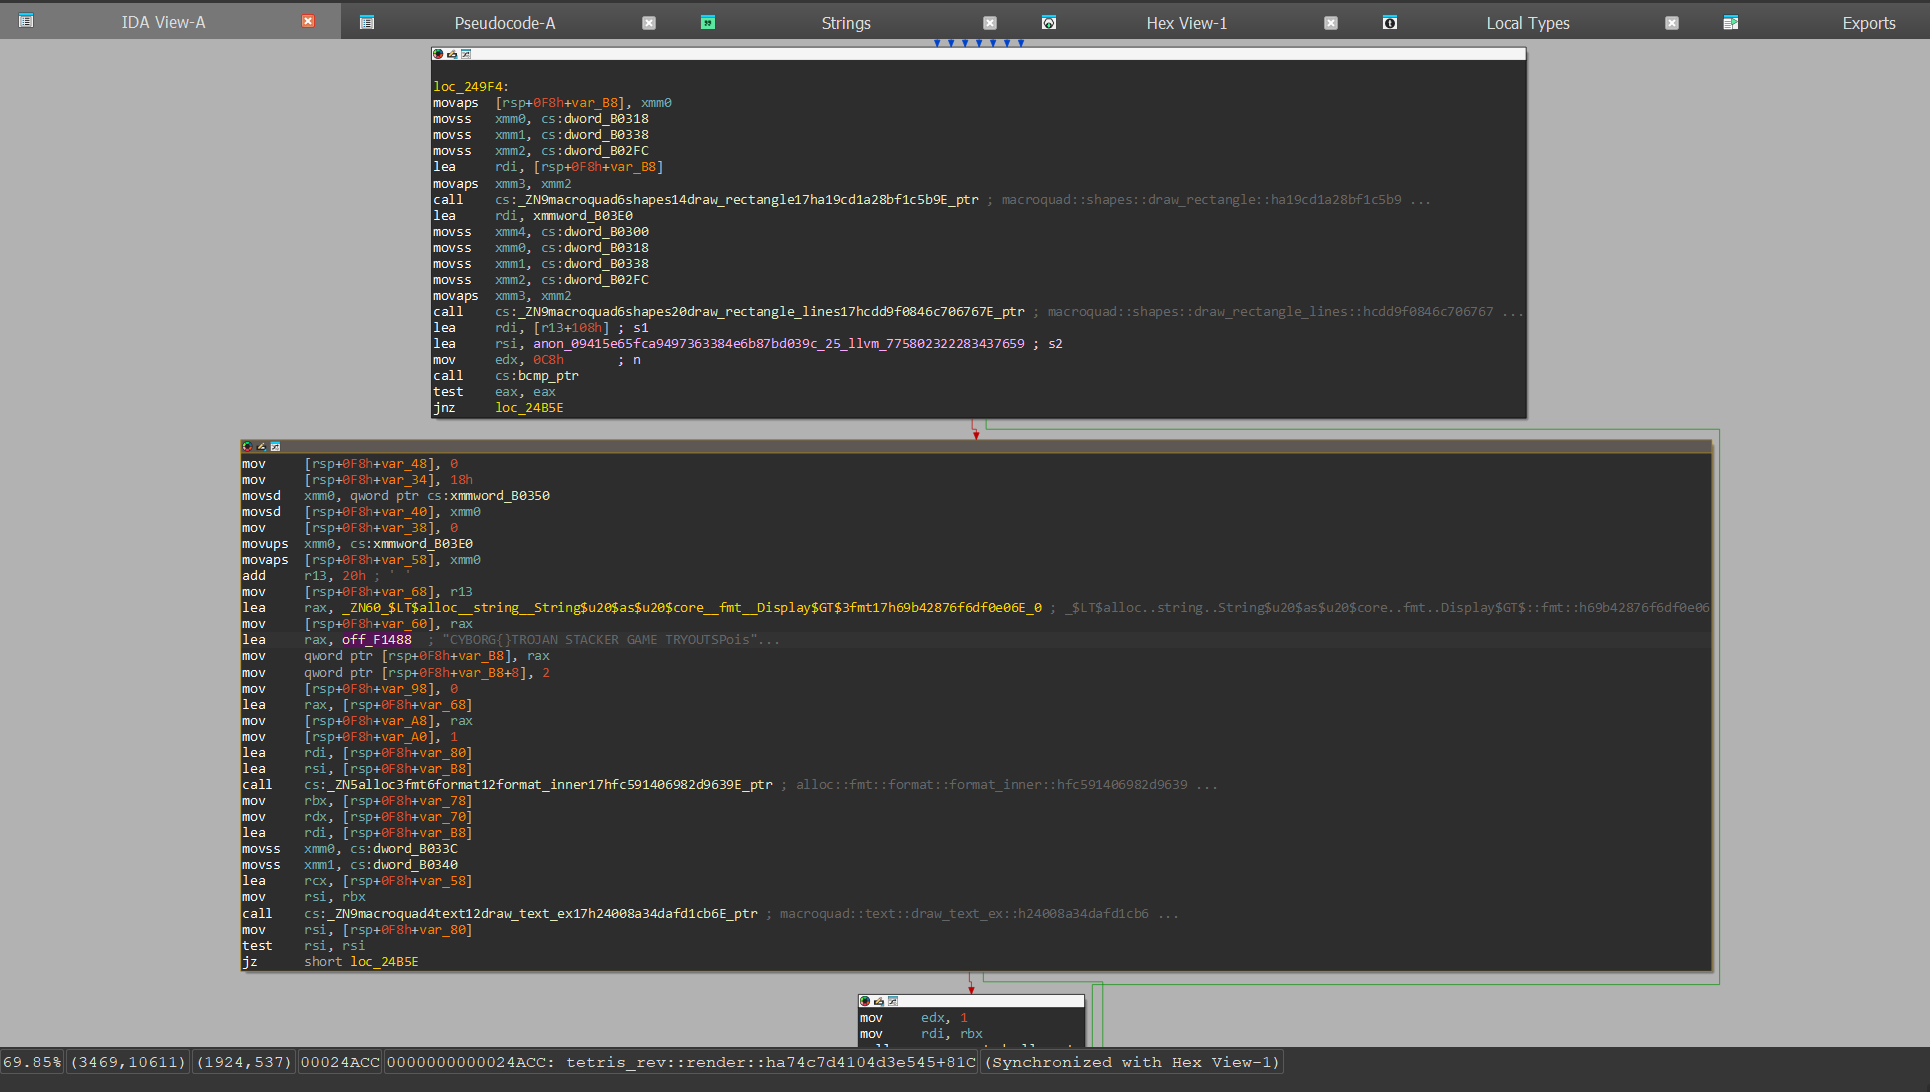 IDA View-A Pseudocode-A Strings Hex View-1 Local Types Exports
loc_249F4:
movaps [rsp+0F8h+var_B8], xmm0
movss xmm0, cs:dword_B0318
movss xmm1, cs:dword_B0338
movss xmm2, cs:dword_B02FC
lea rdi, [rsp+0F8h+var_B8]
movaps xmm3, xmm2
call cs:_ZN9macroquad6shapes14draw_rectangle17ha19cd1a28bf1c5b9E_ptr ; macroquad::shapes::draw_rectangle::ha19cd1a28bf1c5b9 ...
lea rdi, xmmword_B03E0
movss xmm4, cs:dword_B0300
movss xmm0, cs:dword_B0318
movss xmm1, cs:dword_B0338
movss xmm2, cs:dword_B02FC
movaps xmm3, xmm2
call cs:_ZN9macroquad6shapes20draw_rectangle_lines17hcdd9f0846c706767E_ptr ; macroquad::shapes::draw_rectangle_lines::hcdd9f0846c706767 ...
lea rdi, [r13+108h] ; s1
lea rsi, anon_09415e65fca9497363384e6b87bd039c_25_llvm_775802322283437659 ; s2
mov edx, 0C8h ; n
call cs:bcmp_ptr
test eax, eax
jnz loc_24B5E
mov [rsp+0F8h+var_48], 0
mov [rsp+0F8h+var_34], 18h
movsd xmm0, qword ptr cs:xmmword_B0350
movsd [rsp+0F8h+var_40], xmm0
mov [rsp+0F8h+var_38], 0
movups xmm0, cs:xmmword_B03E0
movaps [rsp+0F8h+var_58], xmm0
add r13, 20h ; ' '
mov [rsp+0F8h+var_68], r13
lea rax, _ZN60_$LT$alloc__string__String$u20$as$u20$core__fmt__Display$GT$3fmt17h69b42876f6df0e06E_0 ; _$LT$alloc..string..String$u20$as$u20$core..fmt..Display$GT$::fmt::h69b42876f6df0e06
mov [rsp+0F8h+var_60], rax
lea rax, off_F1488 ; "CYBORG{}TROJAN STACKER GAME TRYOUTSPois"...
mov qword ptr [rsp+0F8h+var_B8], rax
mov qword ptr [rsp+0F8h+var_B8+8], 2
mov [rsp+0F8h+var_98], 0
lea rax, [rsp+0F8h+var_68]
mov [rsp+0F8h+var_A8], rax
mov [rsp+0F8h+var_A0], 1
lea rdi, [rsp+0F8h+var_80]
lea rsi, [rsp+0F8h+var_B8]
call cs:_ZN5alloc3fmt6format12format_inner17hfc591406982d9639E_ptr ; alloc::fmt::format::format_inner::hfc591406982d9639 ...
mov rbx, [rsp+0F8h+var_78]
mov rdx, [rsp+0F8h+var_70]
lea rdi, [rsp+0F8h+var_B8]
movss xmm0, cs:dword_B033C
movss xmm1, cs:dword_B0340
lea rcx, [rsp+0F8h+var_58]
mov rsi, rbx
call cs:_ZN9macroquad4text12draw_text_ex17h24008a34dafd1cb6E_ptr ; macroquad::text::draw_text_ex::h24008a34dafd1cb6 ...
mov rsi, [rsp+0F8h+var_80]
test rsi, rsi
jz short loc_24B5E
mov edx, 1
mov rdi, rbx
69.85% (3469,10611) (1924,537) 00024ACC 0000000000024ACC: tetris_rev::render::ha74c7d4104d3e545+81C (Synchronized with Hex View-1)